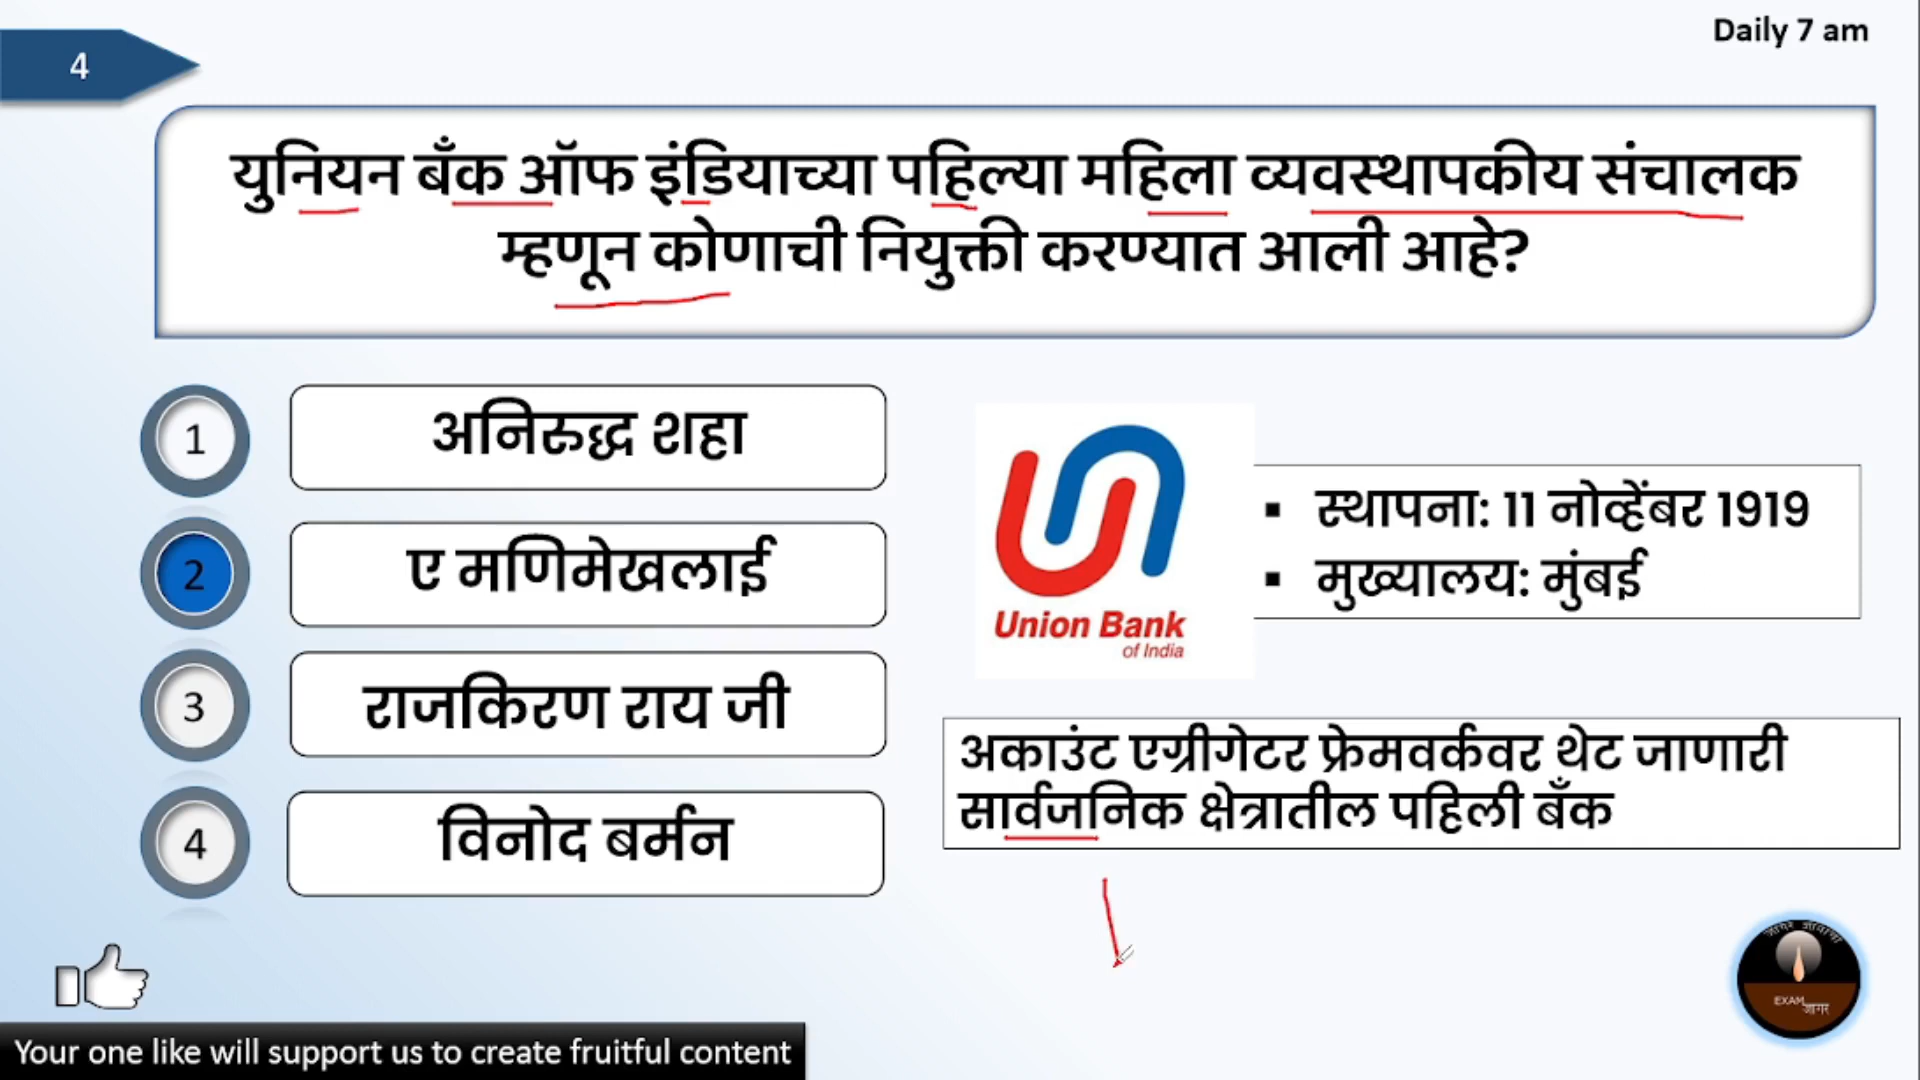 Daily 7 am
4
युनियन बँक ऑफ इंडियाच्या पहिल्या महिला व्यवस्थापकीय संचालक
म्हणून कोणाची नियुक्ती करण्यात आली आहे?
1
अनिरुद्ध शहा
2
ए मणिमेखलाई
3
राजकिरण राय जी
4
विनोद बर्मन
Union Bank
of India
▪ स्थापना: 11 नोव्हेंबर 1919
▪ मुख्यालय: मुंबई
अकाउंट एग्रीगेटर फ्रेमवर्कवर थेट जाणारी
सार्वजनिक क्षेत्रातील पहिली बँक
EXAM
जागर
Your one like will support us to create fruitful content